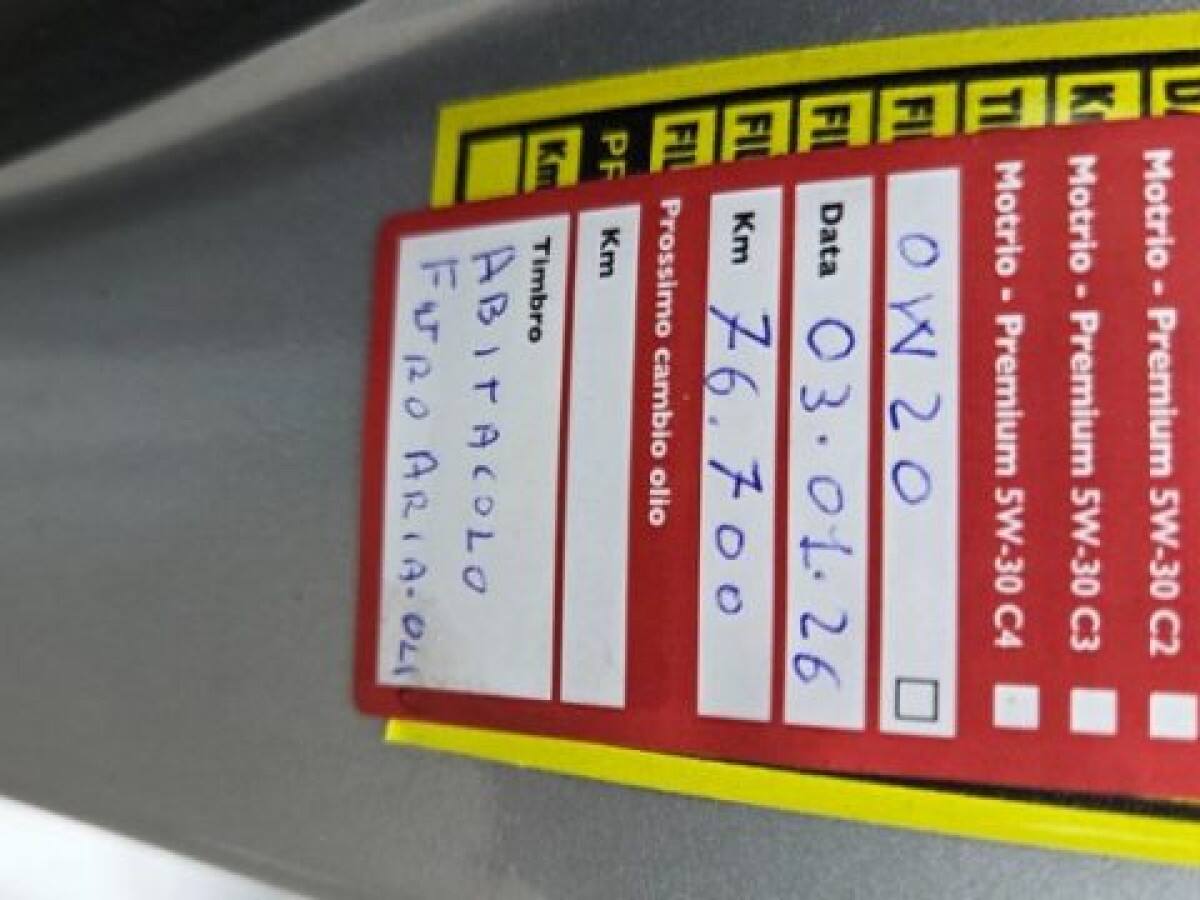 Motrio - Premium 5W-30 C2
Motrio - Premium 5W-30 C3
Motrio - Premium 5W-30 C4
0W20
Data 03.01.26
Km 76.700
Prossimo cambio olio
Km
Timbro
ABITACOLO
ARIA-OLI
Km